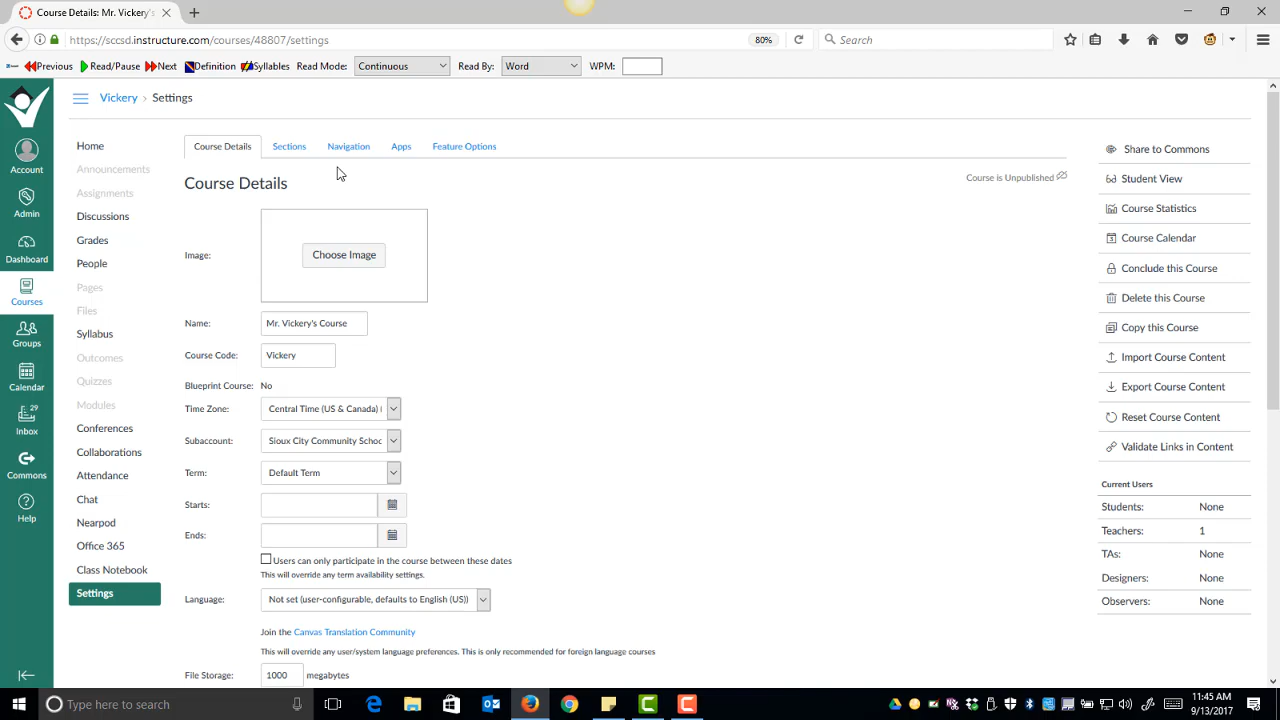 Course Details: Mr. Vickery's
https://sccsd.instructure.com/courses/48807/settings
80%
Search
Previous Read/Pause Next Definition Syllables Read Mode: Continuous Read By: Word WPM:
Vickery > Settings
Account
Admin
Dashboard
Courses
Groups
Calendar
29
Inbox
Commons
Help
Home
Announcements
Assignments
Discussions
Grades
People
Pages
Files
Syllabus
Outcomes
Quizzes
Modules
Conferences
Collaborations
Attendance
Chat
Nearpod
Office 365
Class Notebook
Settings
Course Details Sections Navigation Apps Feature Options
Course Details
Course is Unpublished
Image: Choose Image
Name: Mr. Vickery's Course
Course Code: Vickery
Blueprint Course: No
Time Zone: Central Time (US & Canada) (
Subaccount: Sioux City Community Schoo
Term: Default Term
Starts:
Ends:
Users can only participate in the course between these dates
This will override any term availability settings.
Language: Not set (user-configurable, defaults to English (US))
Join the Canvas Translation Community
This will override any user/system language preferences. This is only recommended for foreign language courses
File Storage: 1000 megabytes
Share to Commons
Student View
Course Statistics
Course Calendar
Conclude this Course
Delete this Course
Copy this Course
Import Course Content
Export Course Content
Reset Course Content
Validate Links in Content
Current Users
Students: None
Teachers: 1
TAs: None
Designers: None
Observers: None
Type here to search
11:45 AM
9/13/2017